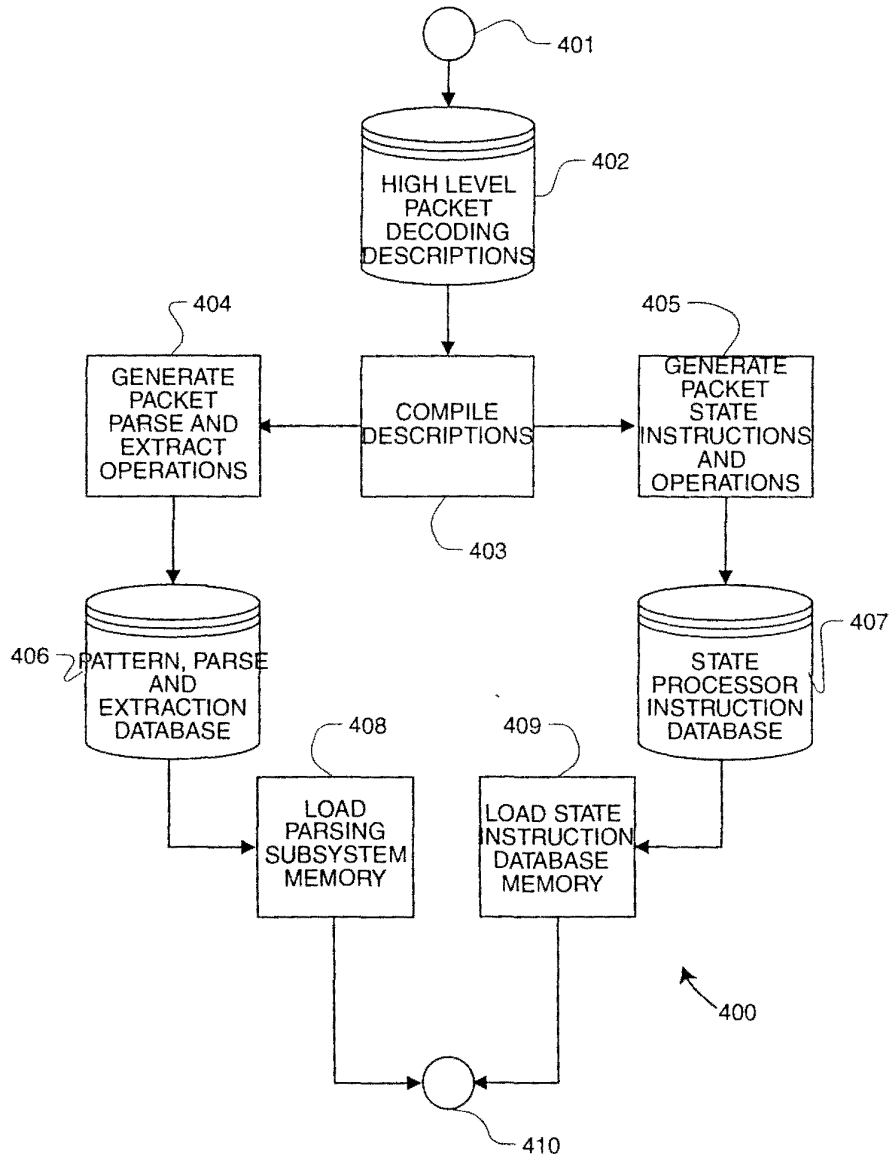 401
402
HIGH LEVEL
PACKET
DECODING
DESCRIPTIONS
404
405
GENERATE
PACKET
PARSE AND
EXTRACT
OPERATIONS
COMPILE
DESCRIPTIONS
GENERATE
PACKET
STATE
INSTRUCTIONS
AND
OPERATIONS
403
406
PATTERN, PARSE
AND
EXTRACTION
DATABASE
407
STATE
PROCESSOR
INSTRUCTION
DATABASE
408
409
LOAD
PARSING
SUBSYSTEM
MEMORY
LOAD STATE
INSTRUCTION
DATABASE
MEMORY
400
410